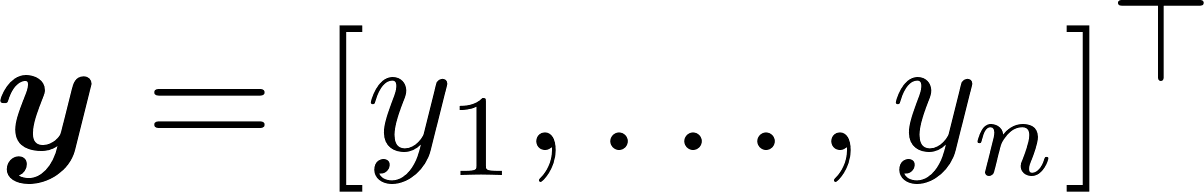 𝒚 = [y₁, . . . , yₙ]⊤